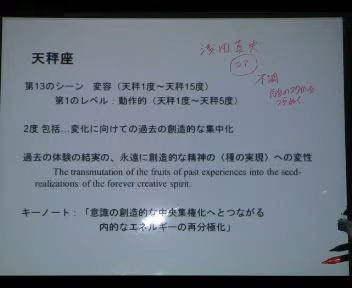 天秤座
浅田真央
コア
不調
第13のシーン 変容（天秤1度～天秤15度）
第1のレベル：動的（天秤1度～天秤5度）
2度 包括…変化に向けての過去の創造的な集中化
過去の体験の結実の、永遠に創造的な精神の〈種の実現〉への変性
The transmutation of the fruits of past experiences into the seed-
realizations of the forever creative spirit.
キーノート：「意識の創造的な中央集権化へとつながる
内的なエネルギーの再分極化」